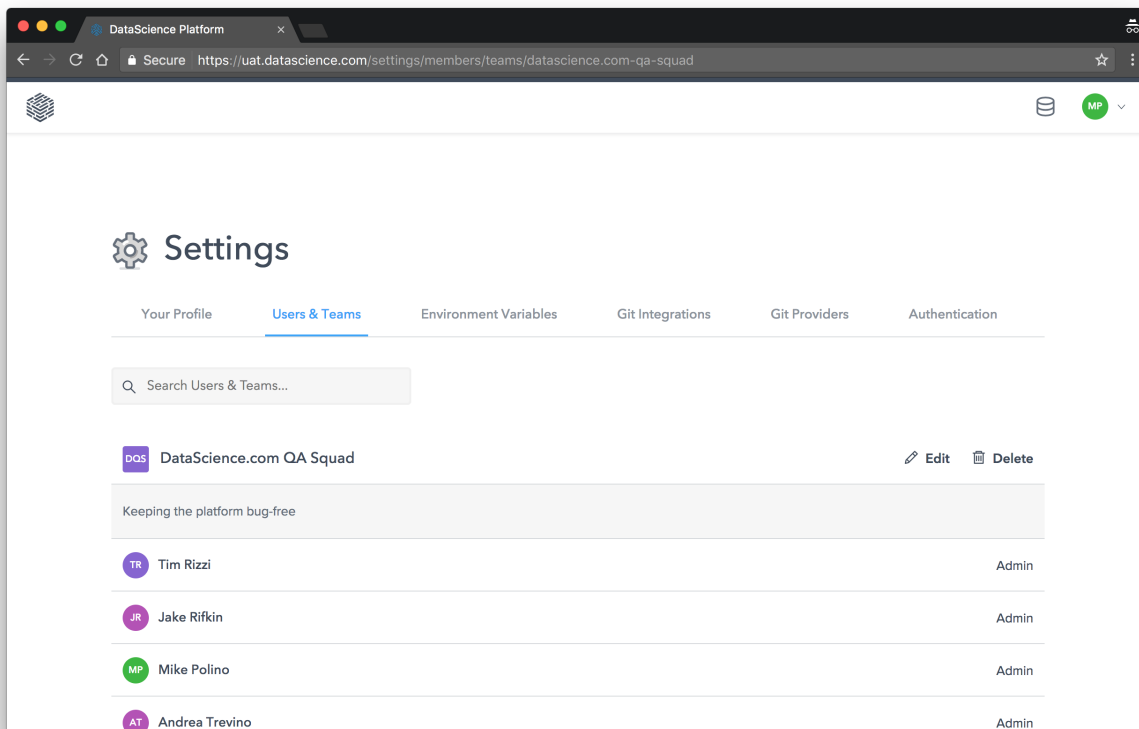 DataScience Platform
Secure https://uat.datascience.com/settings/members/teams/datascience.com-qa-squad
MP
Settings
Your Profile Users & Teams Environment Variables Git Integrations Git Providers Authentication
Search Users & Teams...
DQS DataScience.com QA Squad Edit Delete
Keeping the platform bug-free
TR Tim Rizzi Admin
JR Jake Rifkin Admin
MP Mike Polino Admin
AT Andrea Trevino Admin